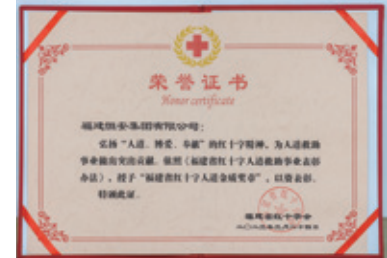 荣誉证书
Honor certificate
福建恒安集团有限公司：
弘扬“人道、博爱、奉献”的红十字精神，为人道救助
事业做出突出贡献，依照《福建省红十字人道救助事业表彰
办法》，授予“福建省红十字人道金质奖章”，以资表彰。
特颁此证。
福建省红十字会